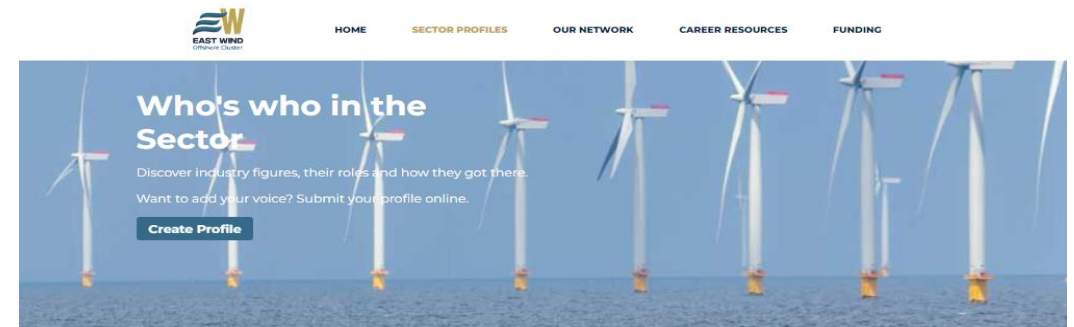 EW
EAST WIND
Offshore Cluster
HOME SECTOR PROFILES OUR NETWORK CAREER RESOURCES FUNDING
Who's who in the
Sector
Discover industry figures, their roles and how they got there.
Want to add your voice? Submit your profile online.
Create Profile